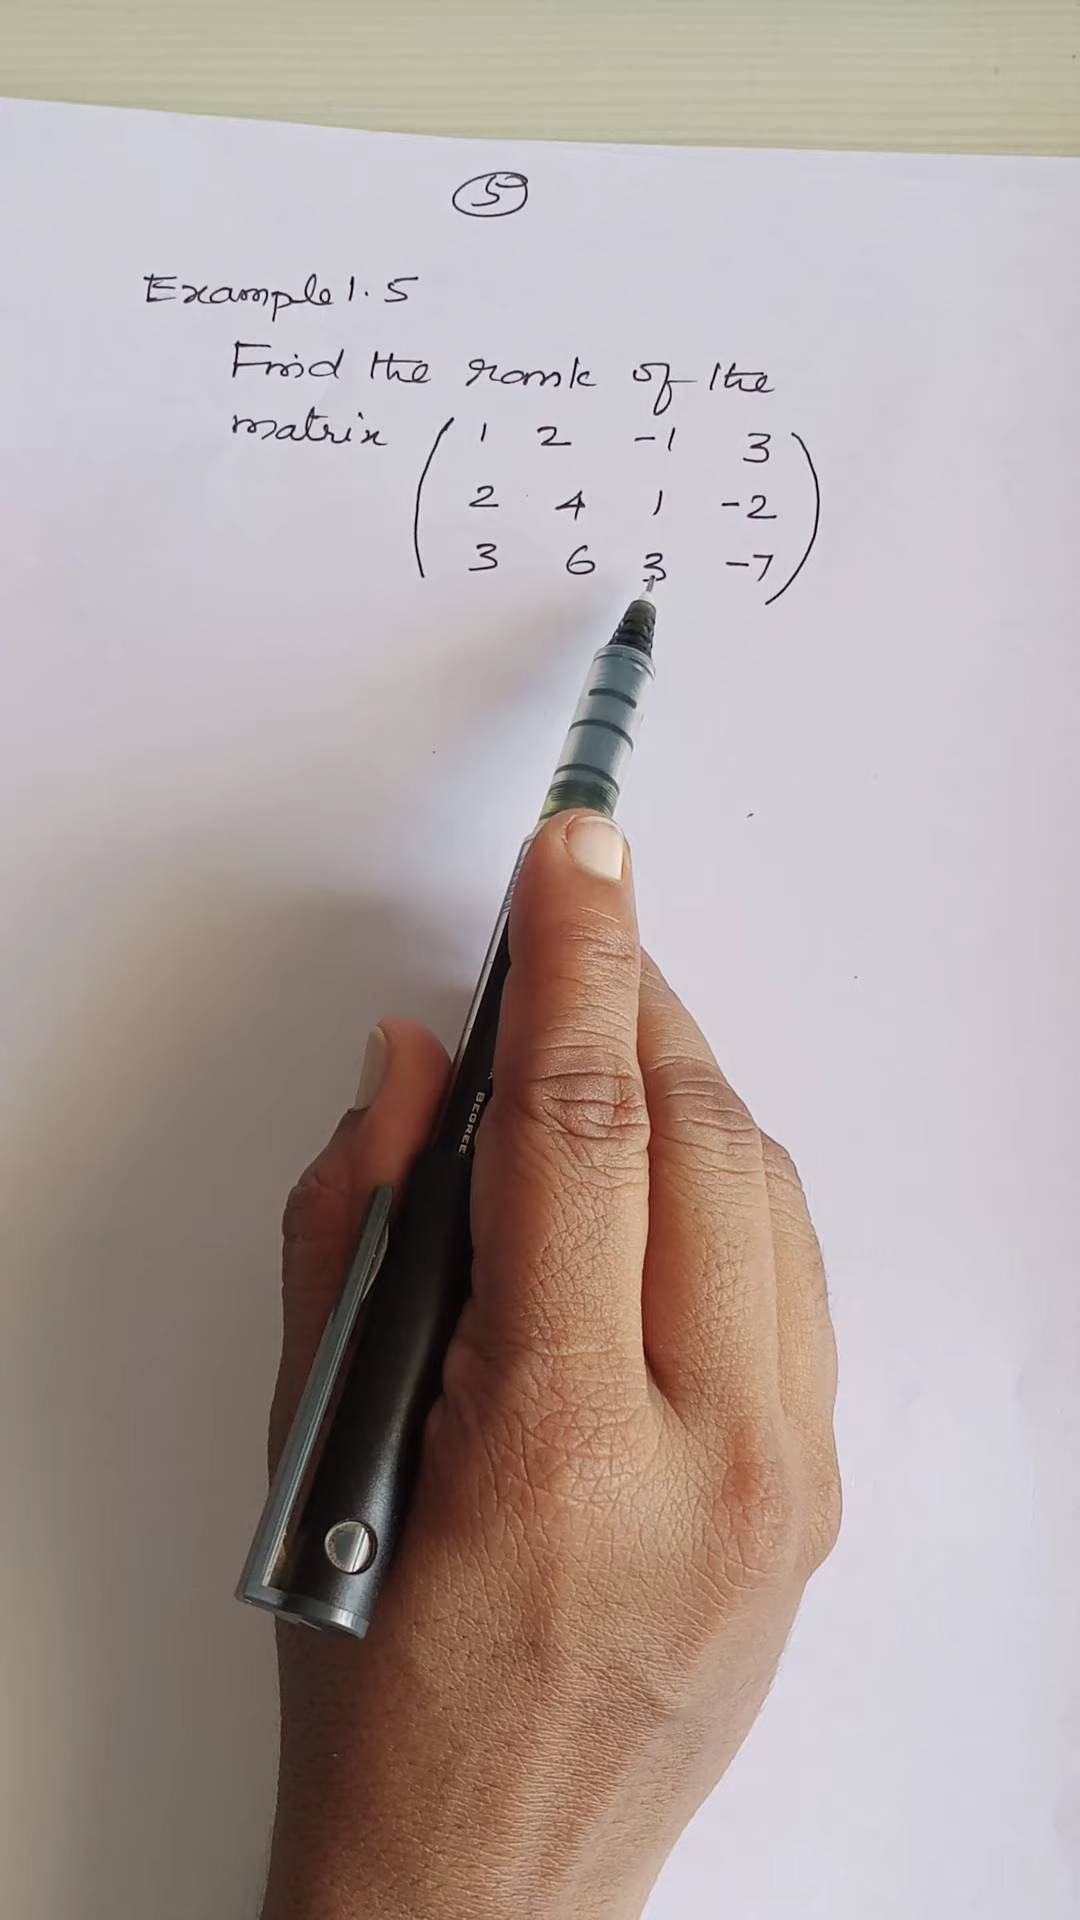 5
Example 1.5
Find the rank of the
matrix ( 1 2 -1 3
2 4 1 -2
3 6 3 -7 )
BEGREE